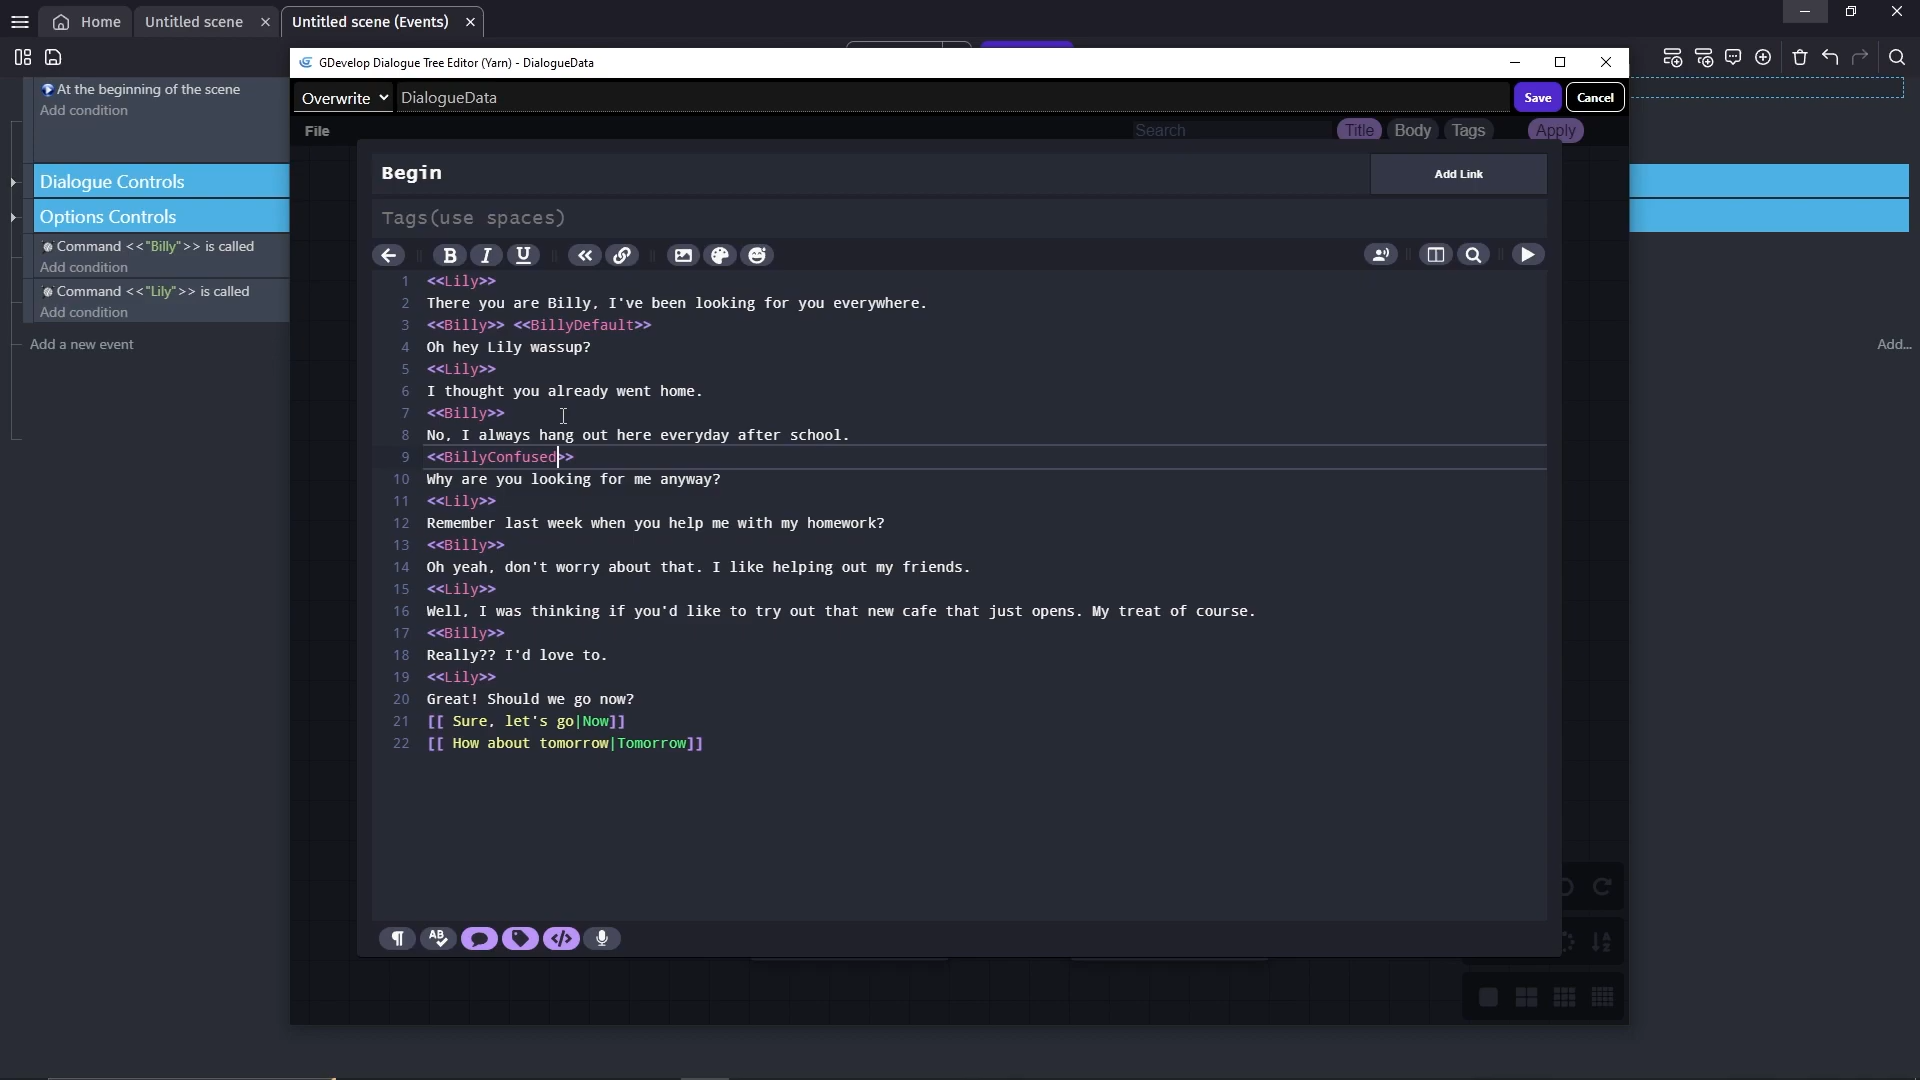 Home
Untitled scene
Untitled scene (Events)
GDevelop Dialogue Tree Editor (Yarn) - DialogueData
Overwrite
DialogueData
Save
Cancel
File
Search
Title
Body
Tags
Apply
At the beginning of the scene
Add condition
Dialogue Controls
Options Controls
Command <<"Billy">> is called
Add condition
Command <<"Lily">> is called
Add condition
Add a new event
Add...
Begin
Add Link
Tags(use spaces)
B I U
1 <<Lily>>
2 There you are Billy, I've been looking for you everywhere.
3 <<Billy>> <<BillyDefault>>
4 Oh hey Lily wassup?
5 <<Lily>>
6 I thought you already went home.
7 <<Billy>>
8 No, I always hang out here everyday after school.
9 <<BillyConfused>>
10 Why are you looking for me anyway?
11 <<Lily>>
12 Remember last week when you help me with my homework?
13 <<Billy>>
14 Oh yeah, don't worry about that. I like helping out my friends.
15 <<Lily>>
16 Well, I was thinking if you'd like to try out that new cafe that just opens. My treat of course.
17 <<Billy>>
18 Really?? I'd love to.
19 <<Lily>>
20 Great! Should we go now?
21 [[ Sure, let's go|Now]]
22 [[ How about tomorrow|Tomorrow]]